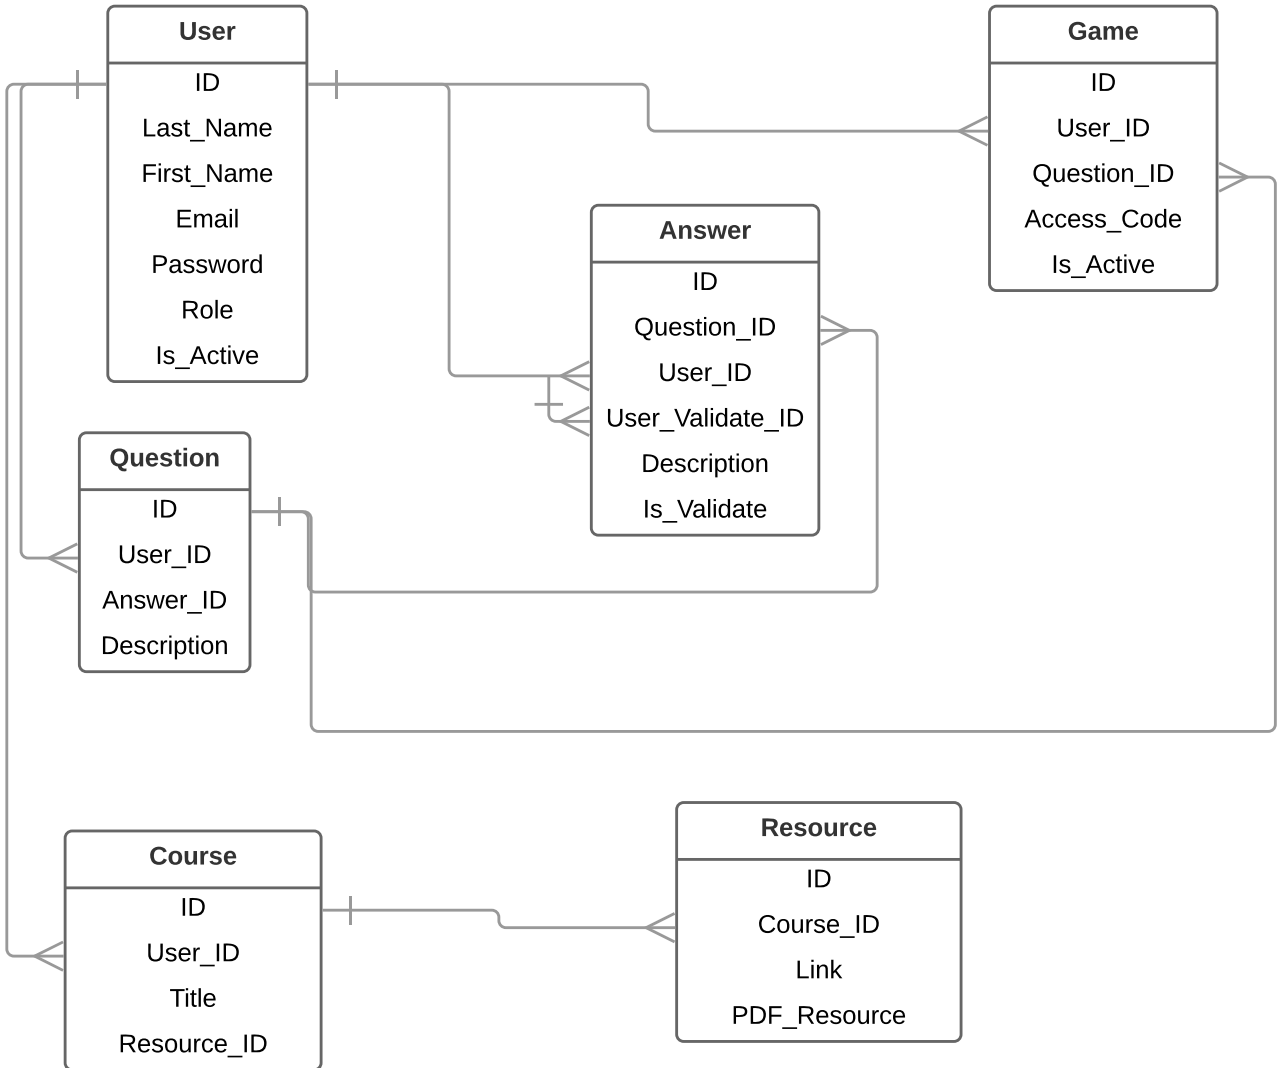 User
ID
Last_Name
First_Name
Email
Password
Role
Is_Active
Game
ID
User_ID
Question_ID
Access_Code
Is_Active
Answer
ID
Question_ID
User_ID
User_Validate_ID
Description
Is_Validate
Question
ID
User_ID
Answer_ID
Description
Course
ID
User_ID
Title
Resource_ID
Resource
ID
Course_ID
Link
PDF_Resource